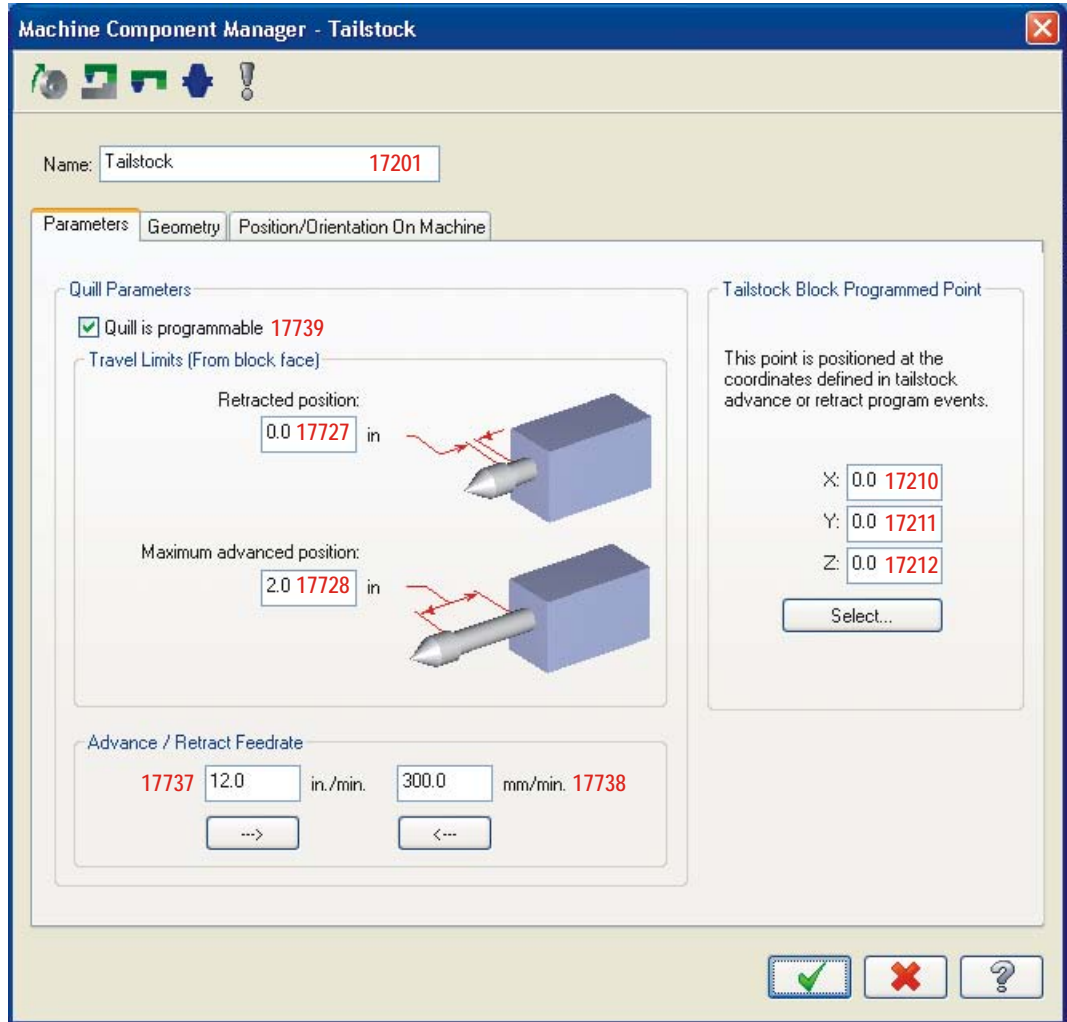 Machine Component Manager - Tailstock
Name: Tailstock 17201
Parameters Geometry Position/Orientation On Machine
Quill Parameters
Quill is programmable 17739
Travel Limits (From block face)
Retracted position:
0.0 17727 in
Maximum advanced position:
2.0 17728 in
Advance / Retract Feedrate
17737 12.0 in./min. 300.0 mm/min. 17738
---> <---
Tailstock Block Programmed Point
This point is positioned at the
coordinates defined in tailstock
advance or retract program events.
X: 0.0 17210
Y: 0.0 17211
Z: 0.0 17212
Select...